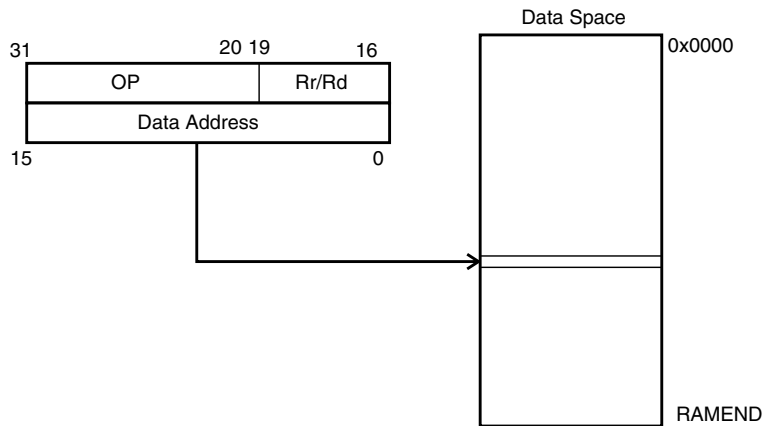 Data Space
31 20 19 16
0x0000
OP Rr/Rd
Data Address
15 0
RAMEND